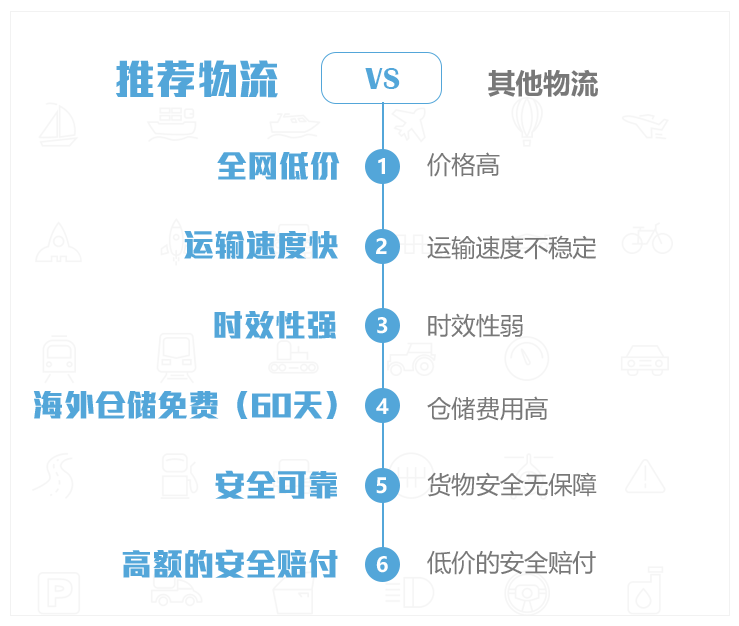 推荐物流 VS 其他物流
全网低价 1 价格高
运输速度快 2 运输速度不稳定
时效性强 3 时效性弱
海外仓储免费（60天） 4 仓储费用高
安全可靠 5 货物安全无保障
高额的安全赔付 6 低价的安全赔付
P